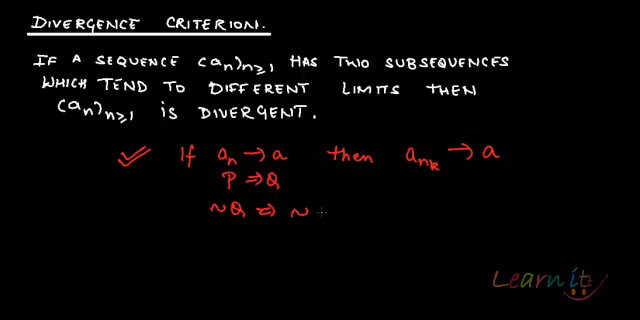 DIVERGENCE CRITERION.
IF A SEQUENCE (an)n≥1 HAS TWO SUBSEQUENCES
WHICH TEND TO DIFFERENT LIMITS THEN
(an)n≥1 IS DIVERGENT.
✓ If an → a then ank → a
P ⇒ Q
~Q ⇒ ~
Learnit